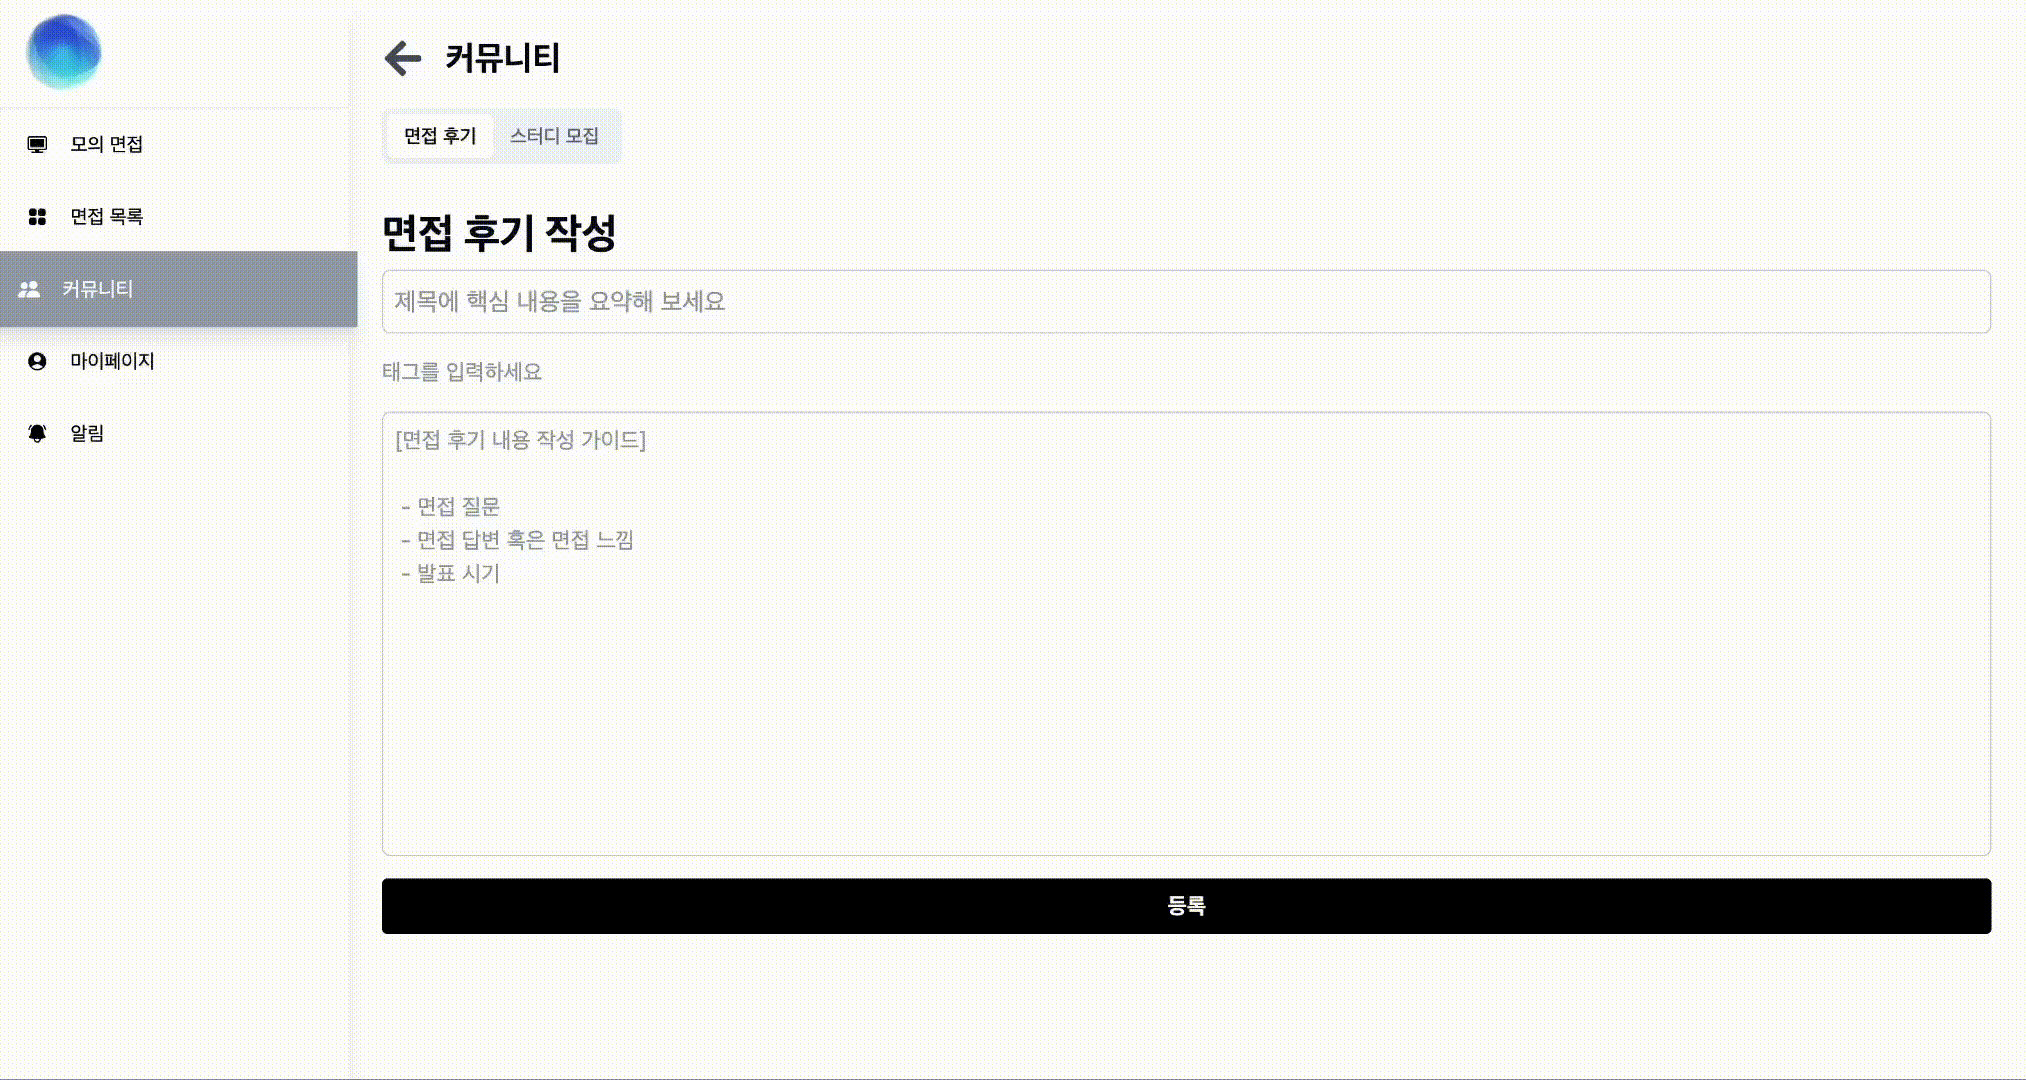 모의 면접
면접 목록
커뮤니티
마이페이지
알림
커뮤니티
면접 후기
스터디 모집
면접 후기 작성
제목에 핵심 내용을 요약해 보세요
태그를 입력하세요
[면접 후기 내용 작성 가이드]
- 면접 질문
- 면접 답변 혹은 면접 느낌
- 발표 시기
등록